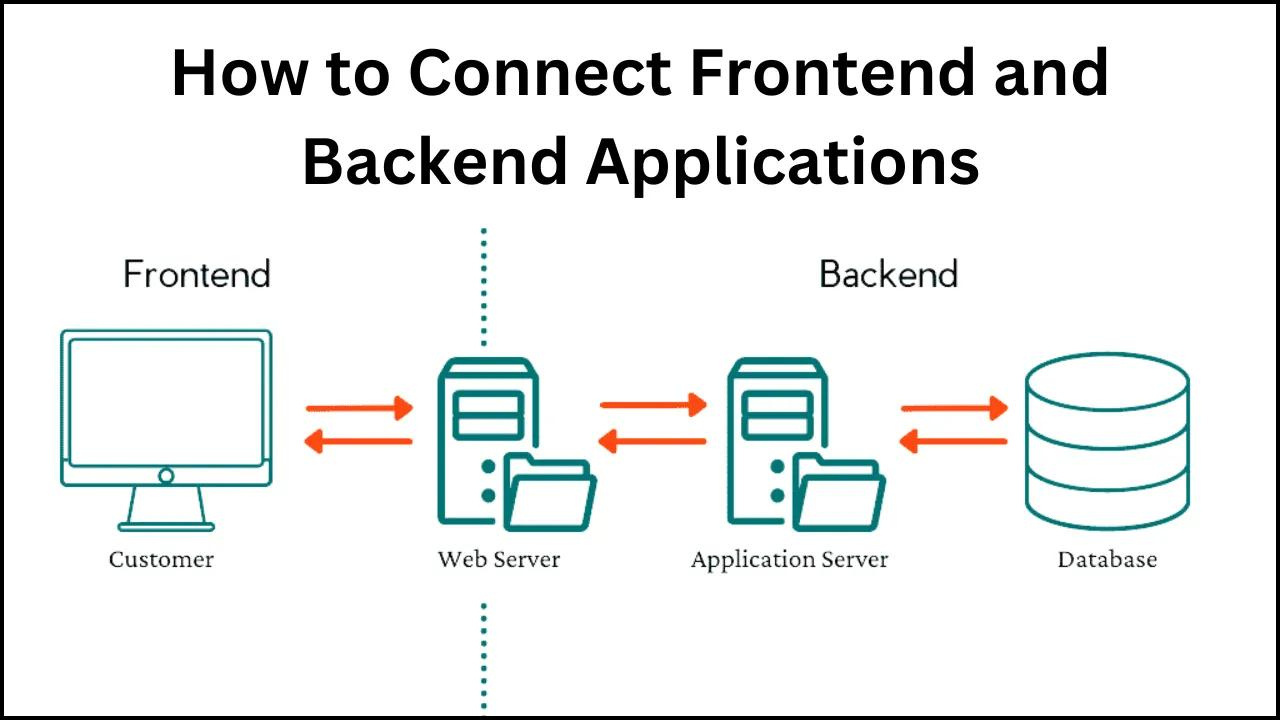 How to Connect Frontend and
Backend Applications
Frontend
Backend
Customer
Web Server
Application Server
Database